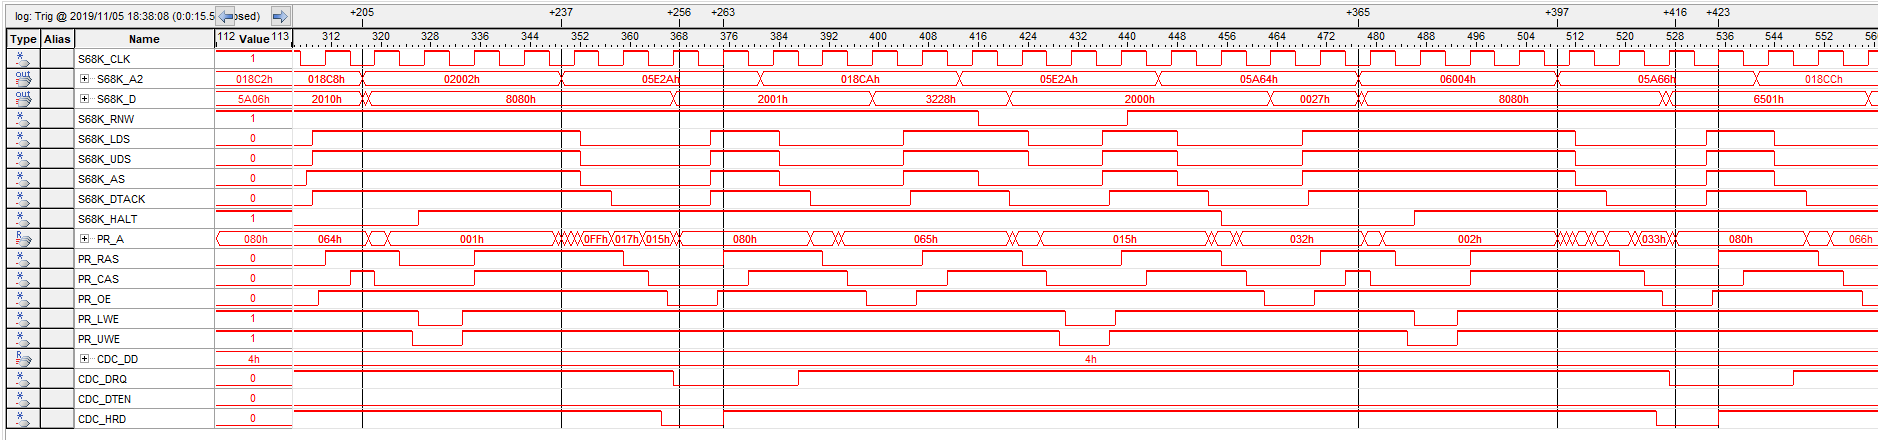 log: Trig @ 2019/11/05 18:38:08 (0:0:15.5 osed) +205 +237 +256 +263 +365 +397 +416 +423
Type Alias Name 112 Value 113 312 320 328 336 344 352 360 368 376 384 392 400 408 416 424 432 440 448 456 464 472 480 488 496 504 512 520 528 536 544 552 560
S68K_CLK 1
out S68K_A2 018C2h 018C8h 02002h 05E2Ah 018CAh 05E2Ah 05A64h 06004h 05A66h 018CCh
out S68K_D 5A06h 2010h 8080h 2001h 3228h 2000h 0027h 8080h 6501h
S68K_RNW 1
S68K_LDS 0
S68K_UDS 0
S68K_AS 0
S68K_DTACK 0
S68K_HALT 1
R PR_A 080h 064h 001h 0FFh 017h 015h 080h 065h 015h 032h 002h 033h 080h 066h
PR_RAS 0
PR_CAS 0
PR_OE 0
PR_LWE 1
PR_UWE 1
R CDC_DD 4h 4h
CDC_DRQ 0
CDC_DTEN 0
CDC_HRD 0